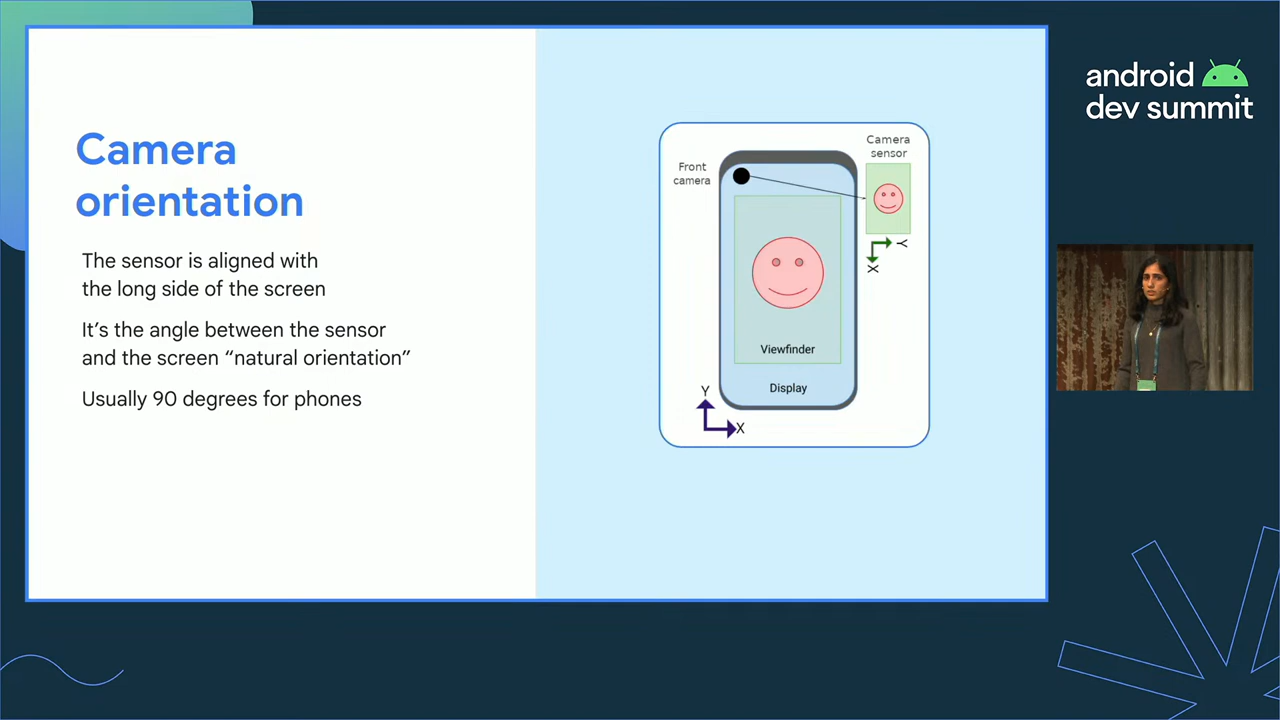 Camera
orientation
The sensor is aligned with
the long side of the screen
It’s the angle between the sensor
and the screen “natural orientation”
Usually 90 degrees for phones
Front
camera
Camera
sensor
Y
X
Viewfinder
Display
Y
X
android
dev summit